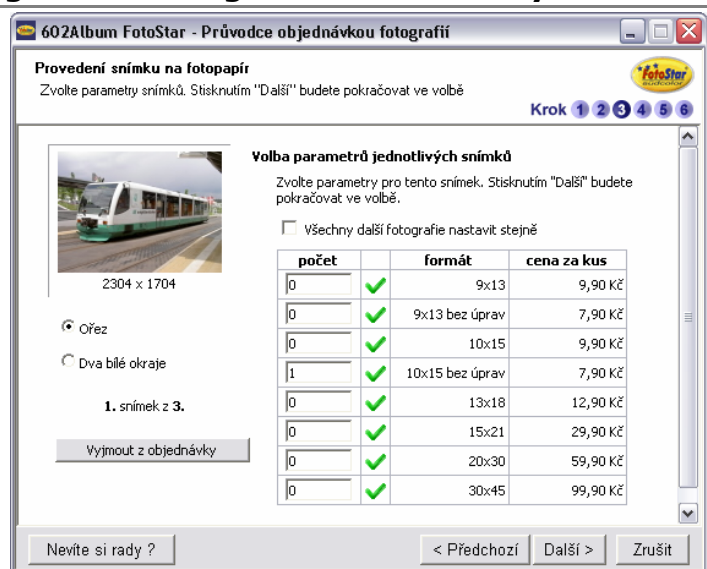 602Album FotoStar - Průvodce objednávkou fotografií
Provedení snímku na fotopapír
Zvolte parametry snímků. Stisknutím "Další" budete pokračovat ve volbě
FotoStar
Krok 1 2 3 4 5 6
Volba parametrů jednotlivých snímků
Zvolte parametry pro tento snímek. Stisknutím "Další" budete
pokračovat ve volbě.
Všechny další fotografie nastavit stejně
2304 x 1704
Ořez
Dva bílé okraje
1. snímek z 3.
Vyjmout z objednávky
počet formát cena za kus
0 9x13 9,90 Kč
0 9x13 bez úprav 7,90 Kč
0 10x15 9,90 Kč
1 10x15 bez úprav 7,90 Kč
0 13x18 12,90 Kč
0 15x21 29,90 Kč
0 20x30 59,90 Kč
0 30x45 99,90 Kč
Nevíte si rady ? < Předchozí Další > Zrušit